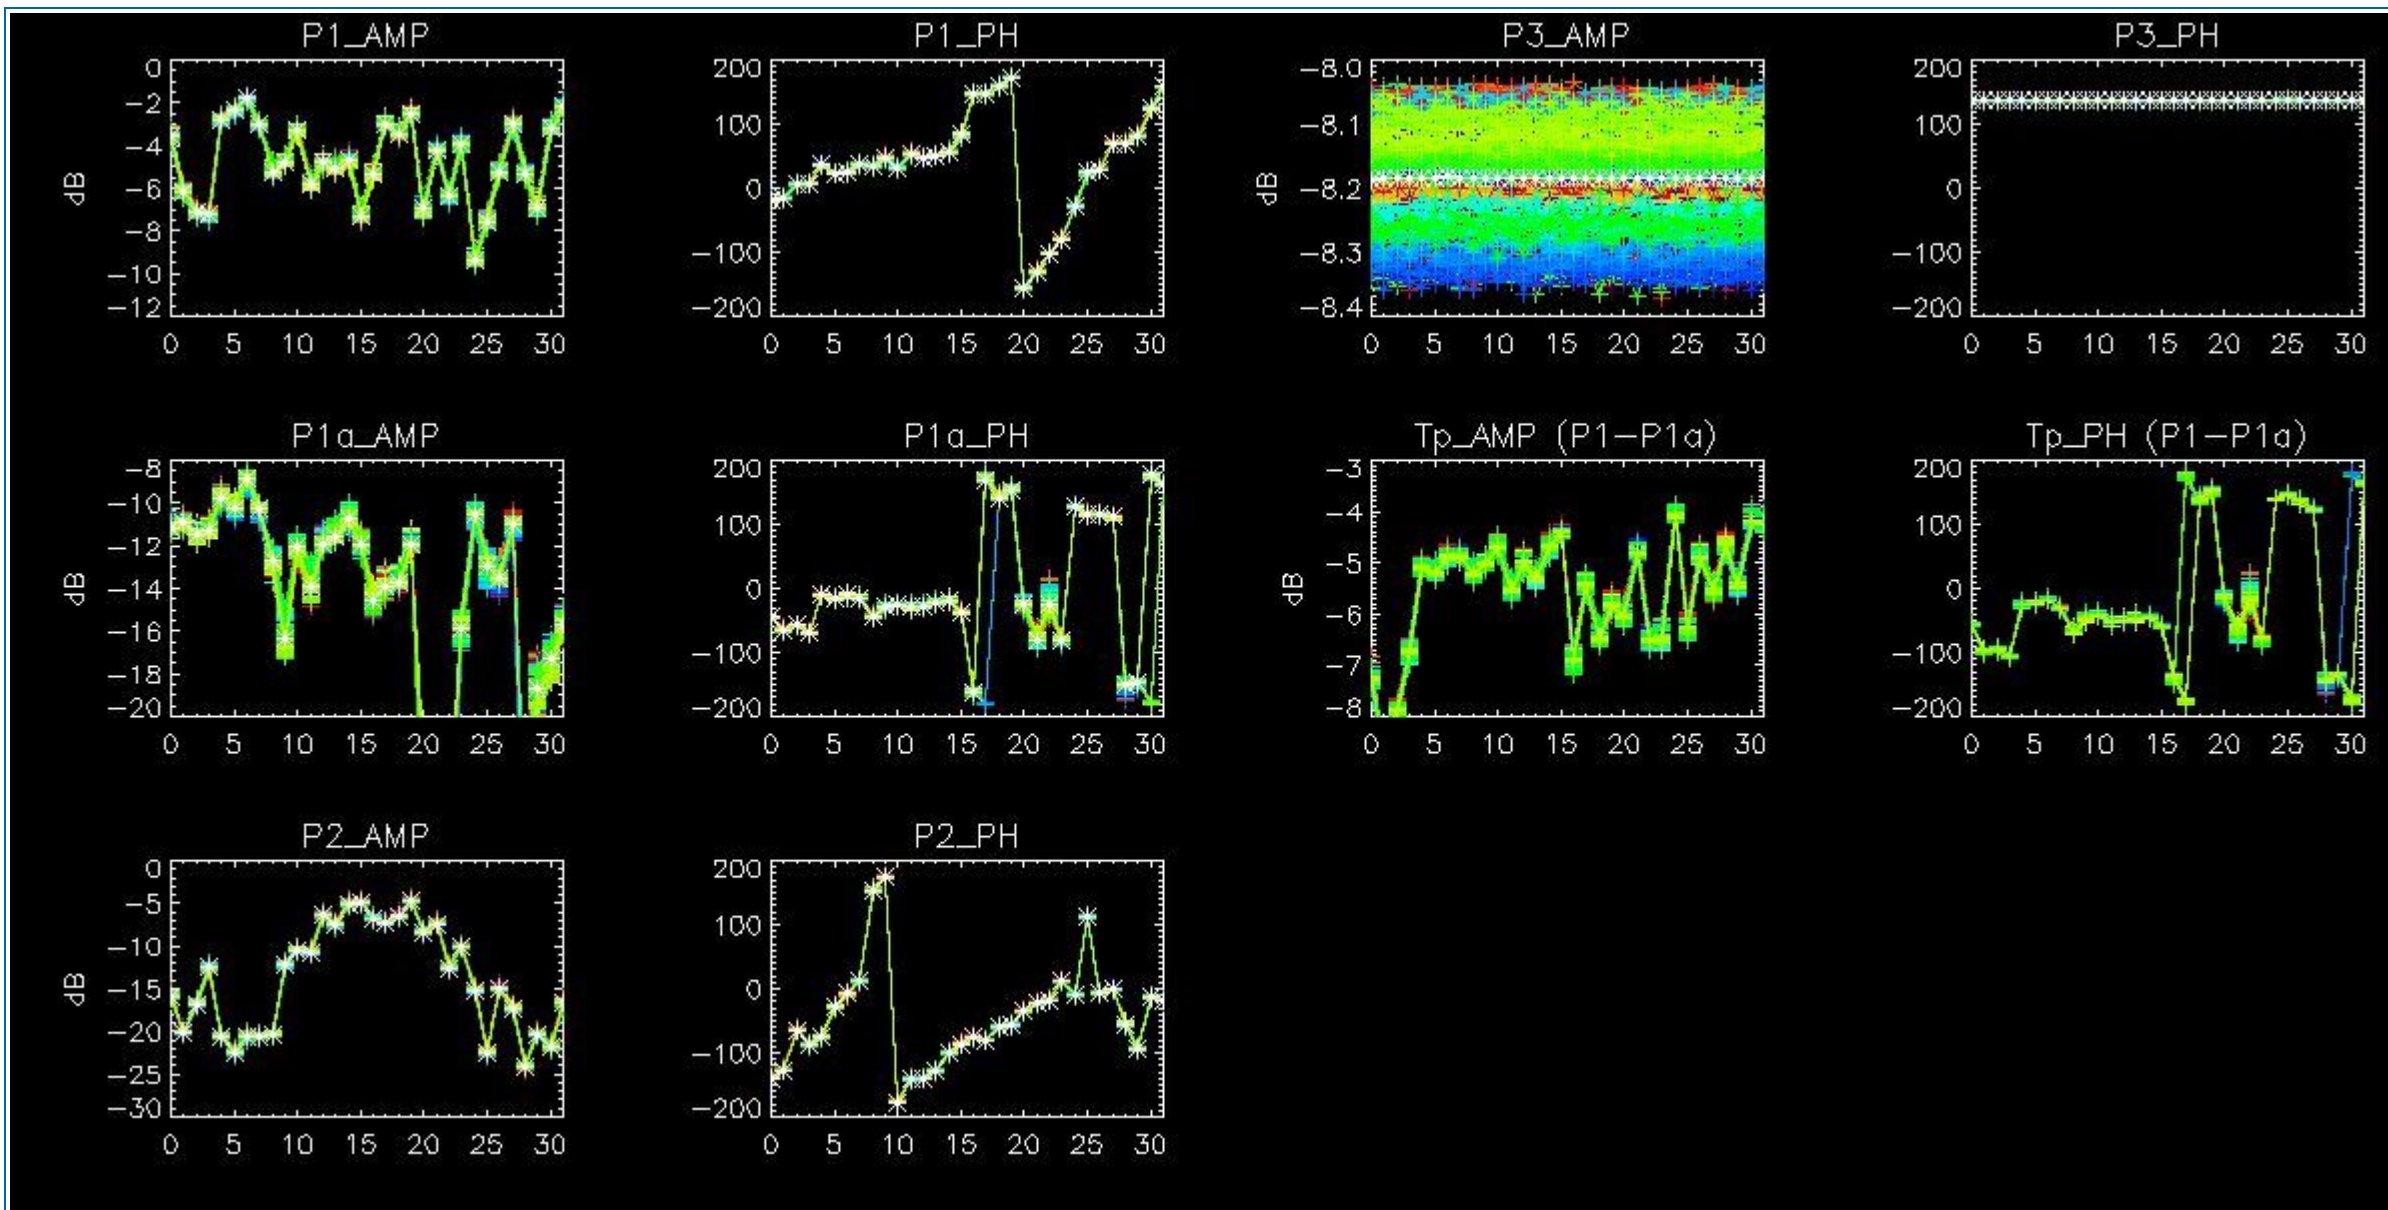 P1_AMP
0
−2
−4
−6
−8
−10
−12
dB
0 5 10 15 20 25 30
P1_PH
200
100
0
−100
−200
0 5 10 15 20 25 30
P3_AMP
−8.0
−8.1
−8.2
−8.3
−8.4
dB
0 5 10 15 20 25 30
P3_PH
200
100
0
−100
−200
0 5 10 15 20 25 30
P1a_AMP
−8
−10
−12
−14
−16
−18
−20
dB
0 5 10 15 20 25 30
P1a_PH
200
100
0
−100
−200
0 5 10 15 20 25 30
Tp_AMP (P1−P1a)
−3
−4
−5
−6
−7
−8
dB
0 5 10 15 20 25 30
Tp_PH (P1−P1a)
200
100
0
−100
−200
0 5 10 15 20 25 30
P2_AMP
0
−5
−10
−15
−20
−25
−30
dB
0 5 10 15 20 25 30
P2_PH
200
100
0
−100
−200
0 5 10 15 20 25 30